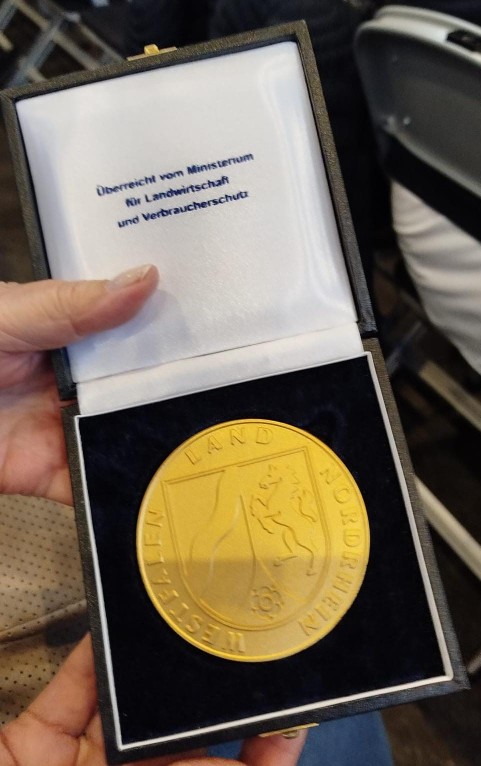 Überreicht vom Ministerium
für Landwirtschaft
und Verbraucherschutz
LAND
NORDRHEIN
WESTFALEN